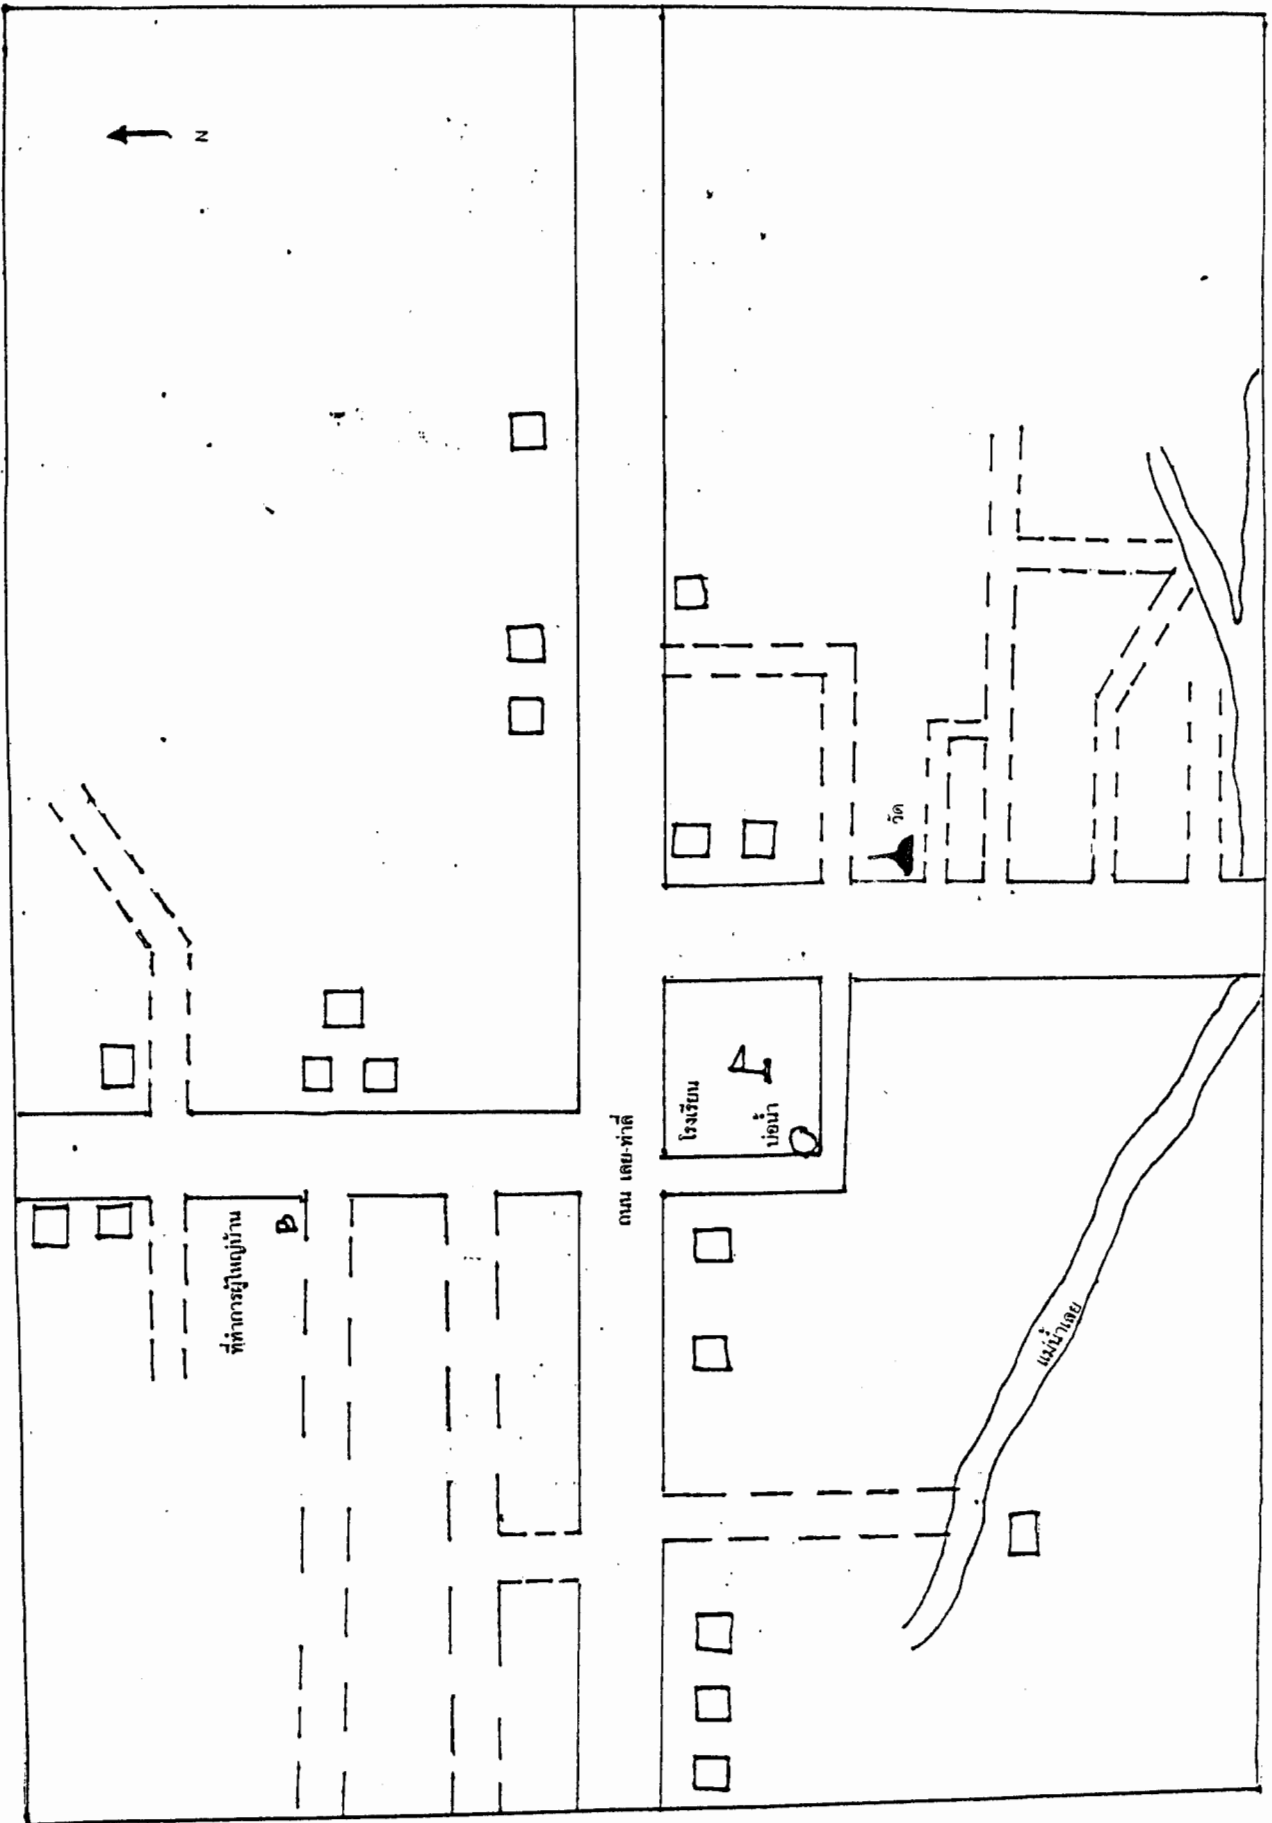 N
วัด
โรงเรียน
บ่อน้ำ
ถนน เลย-ท่าลี่
ที่ทำการผู้ใหญ่บ้าน
แม่น้ำเลย